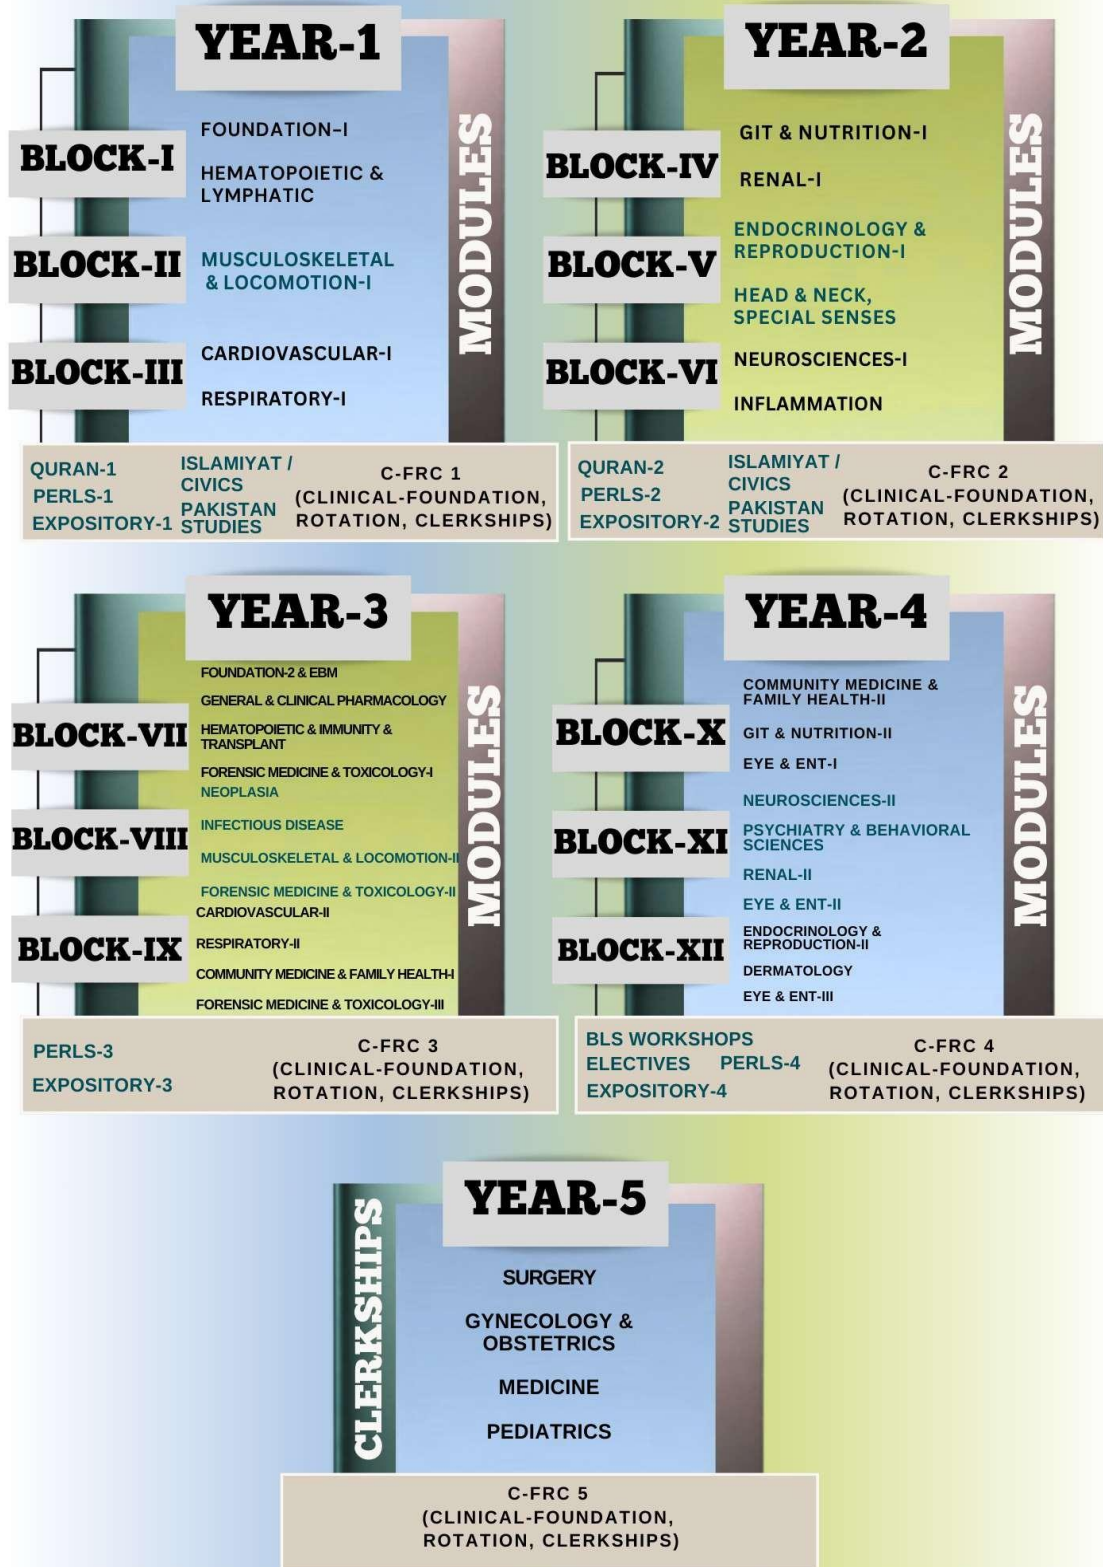 YEAR-1
BLOCK-I
FOUNDATION-I
HEMATOPOIETIC &
LYMPHATIC
BLOCK-II
MUSCULOSKELETAL
& LOCOMOTION-I
BLOCK-III
CARDIOVASCULAR-I
RESPIRATORY-I
MODULES
QURAN-1
PERLS-1
EXPOSITORY-1
ISLAMIYAT /
CIVICS
PAKISTAN
STUDIES
C-FRC 1
(CLINICAL-FOUNDATION,
ROTATION, CLERKSHIPS)
YEAR-2
BLOCK-IV
GIT & NUTRITION-I
RENAL-I
BLOCK-V
ENDOCRINOLOGY &
REPRODUCTION-I
HEAD & NECK,
SPECIAL SENSES
BLOCK-VI
NEUROSCIENCES-I
INFLAMMATION
MODULES
QURAN-2
PERLS-2
EXPOSITORY-2
ISLAMIYAT /
CIVICS
PAKISTAN
STUDIES
C-FRC 2
(CLINICAL-FOUNDATION,
ROTATION, CLERKSHIPS)
YEAR-3
BLOCK-VII
FOUNDATION-2 & EBM
GENERAL & CLINICAL PHARMACOLOGY
HEMATOPOIETIC & IMMUNITY &
TRANSPLANT
FORENSIC MEDICINE & TOXICOLOGY-I
BLOCK-VIII
NEOPLASIA
INFECTIOUS DISEASE
MUSCULOSKELETAL & LOCOMOTION-II
FORENSIC MEDICINE & TOXICOLOGY-II
BLOCK-IX
CARDIOVASCULAR-II
RESPIRATORY-II
COMMUNITY MEDICINE & FAMILY HEALTH-I
FORENSIC MEDICINE & TOXICOLOGY-III
MODULES
PERLS-3
EXPOSITORY-3
C-FRC 3
(CLINICAL-FOUNDATION,
ROTATION, CLERKSHIPS)
YEAR-4
BLOCK-X
COMMUNITY MEDICINE &
FAMILY HEALTH-II
GIT & NUTRITION-II
EYE & ENT-I
BLOCK-XI
NEUROSCIENCES-II
PSYCHIATRY & BEHAVIORAL
SCIENCES
RENAL-II
EYE & ENT-II
BLOCK-XII
ENDOCRINOLOGY &
REPRODUCTION-II
DERMATOLOGY
EYE & ENT-III
MODULES
BLS WORKSHOPS
ELECTIVES PERLS-4
EXPOSITORY-4
C-FRC 4
(CLINICAL-FOUNDATION,
ROTATION, CLERKSHIPS)
YEAR-5
CLERKSHIPS
SURGERY
GYNECOLOGY &
OBSTETRICS
MEDICINE
PEDIATRICS
C-FRC 5
(CLINICAL-FOUNDATION,
ROTATION, CLERKSHIPS)